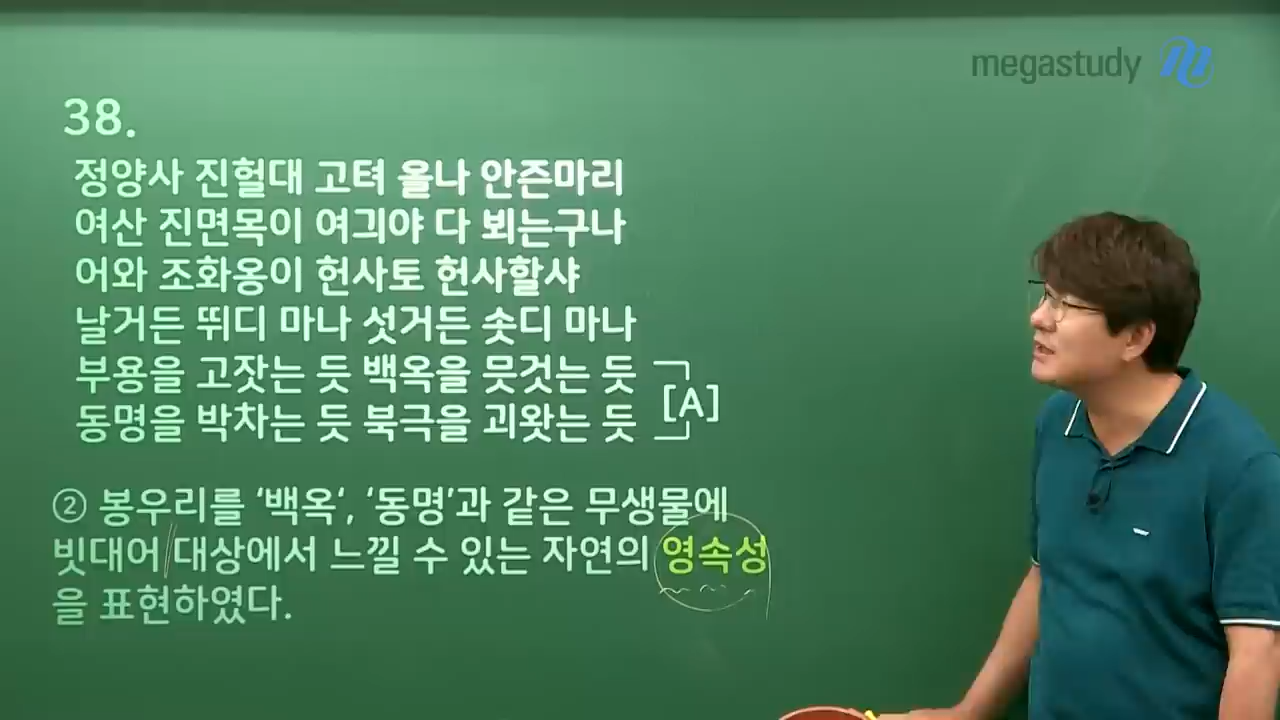 megastudy
38.
정양사 진헐대 고텨 올나 안즌마리
여산 진면목이 여긔야 다 뵈는구나
어와 조화옹이 헌사토 헌사할샤
날거든 뛰디 마나 섯거든 솟디 마나
부용을 고잣는 듯 백옥을 믓것는 듯
동명을 박차는 듯 북극을 괴왓는 듯
[A]
② 봉우리를 ‘백옥‘, ‘동명’과 같은 무생물에
빗대어 대상에서 느낄 수 있는 자연의 영속성
을 표현하였다.